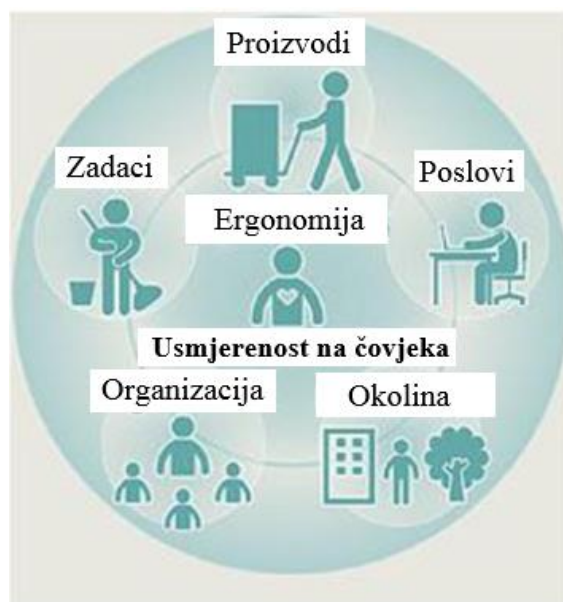 Proizvodi
Zadaci
Poslovi
Ergonomija
Usmjerenost na čovjeka
Organizacija
Okolina